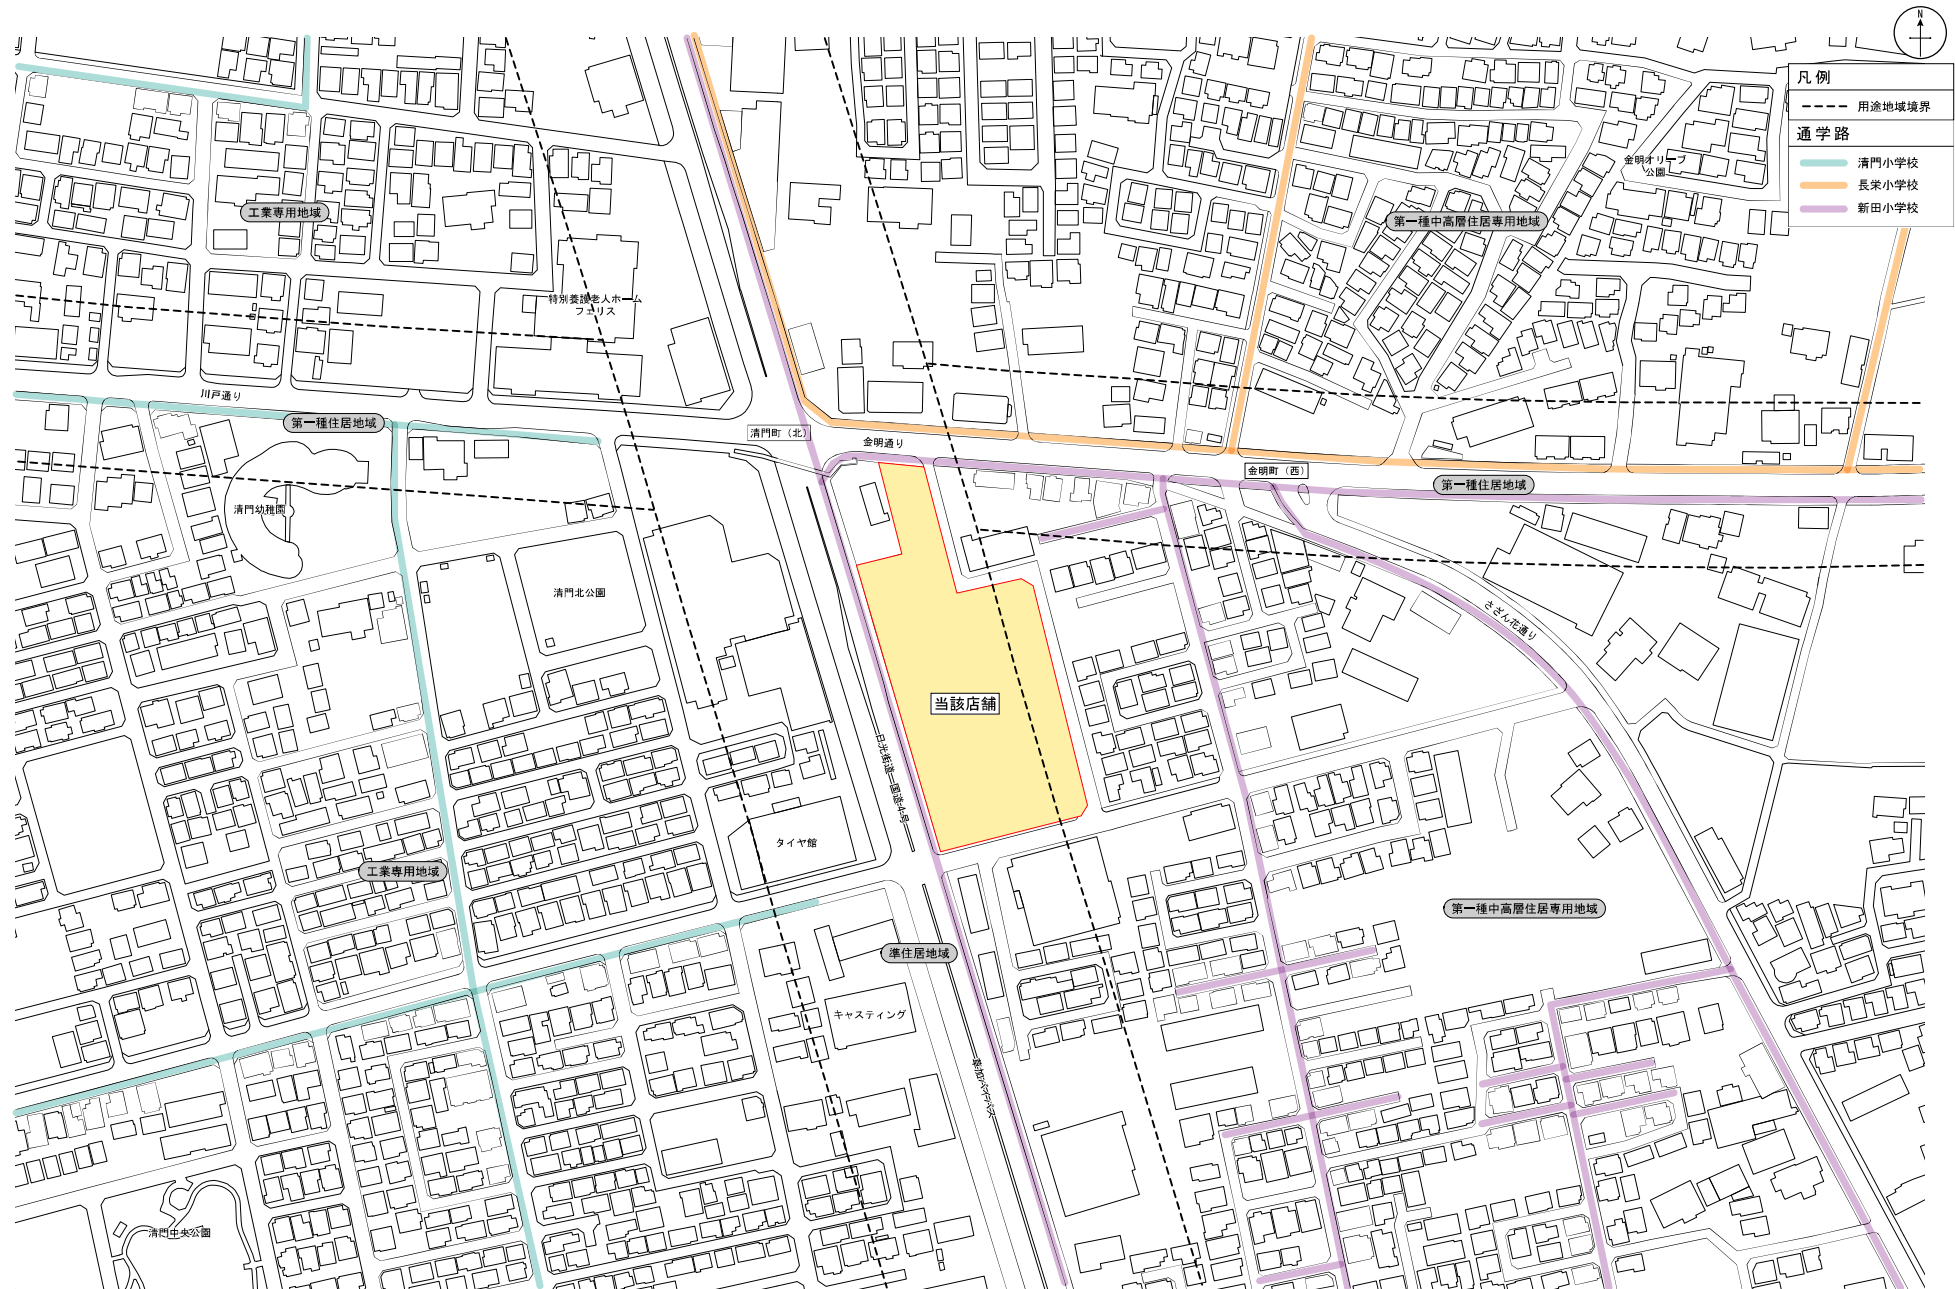 N
凡例
用途地域境界
通学路
清門小学校
長栄小学校
新田小学校
金明オリーブ
公園
工業専用地域
第一種中高層住居専用地域
特別養護老人ホーム
フェリス
川戸通り
第一種住居地域
清門町（北）
金明通り
金明町（西）
第一種住居地域
清門幼稚園
清門北公園
さざん花通り
当該店舗
日光街道 国道4号
タイヤ館
工業専用地域
第一種中高層住居専用地域
準住居地域
キャスティング
草加バイパス
清門中央公園